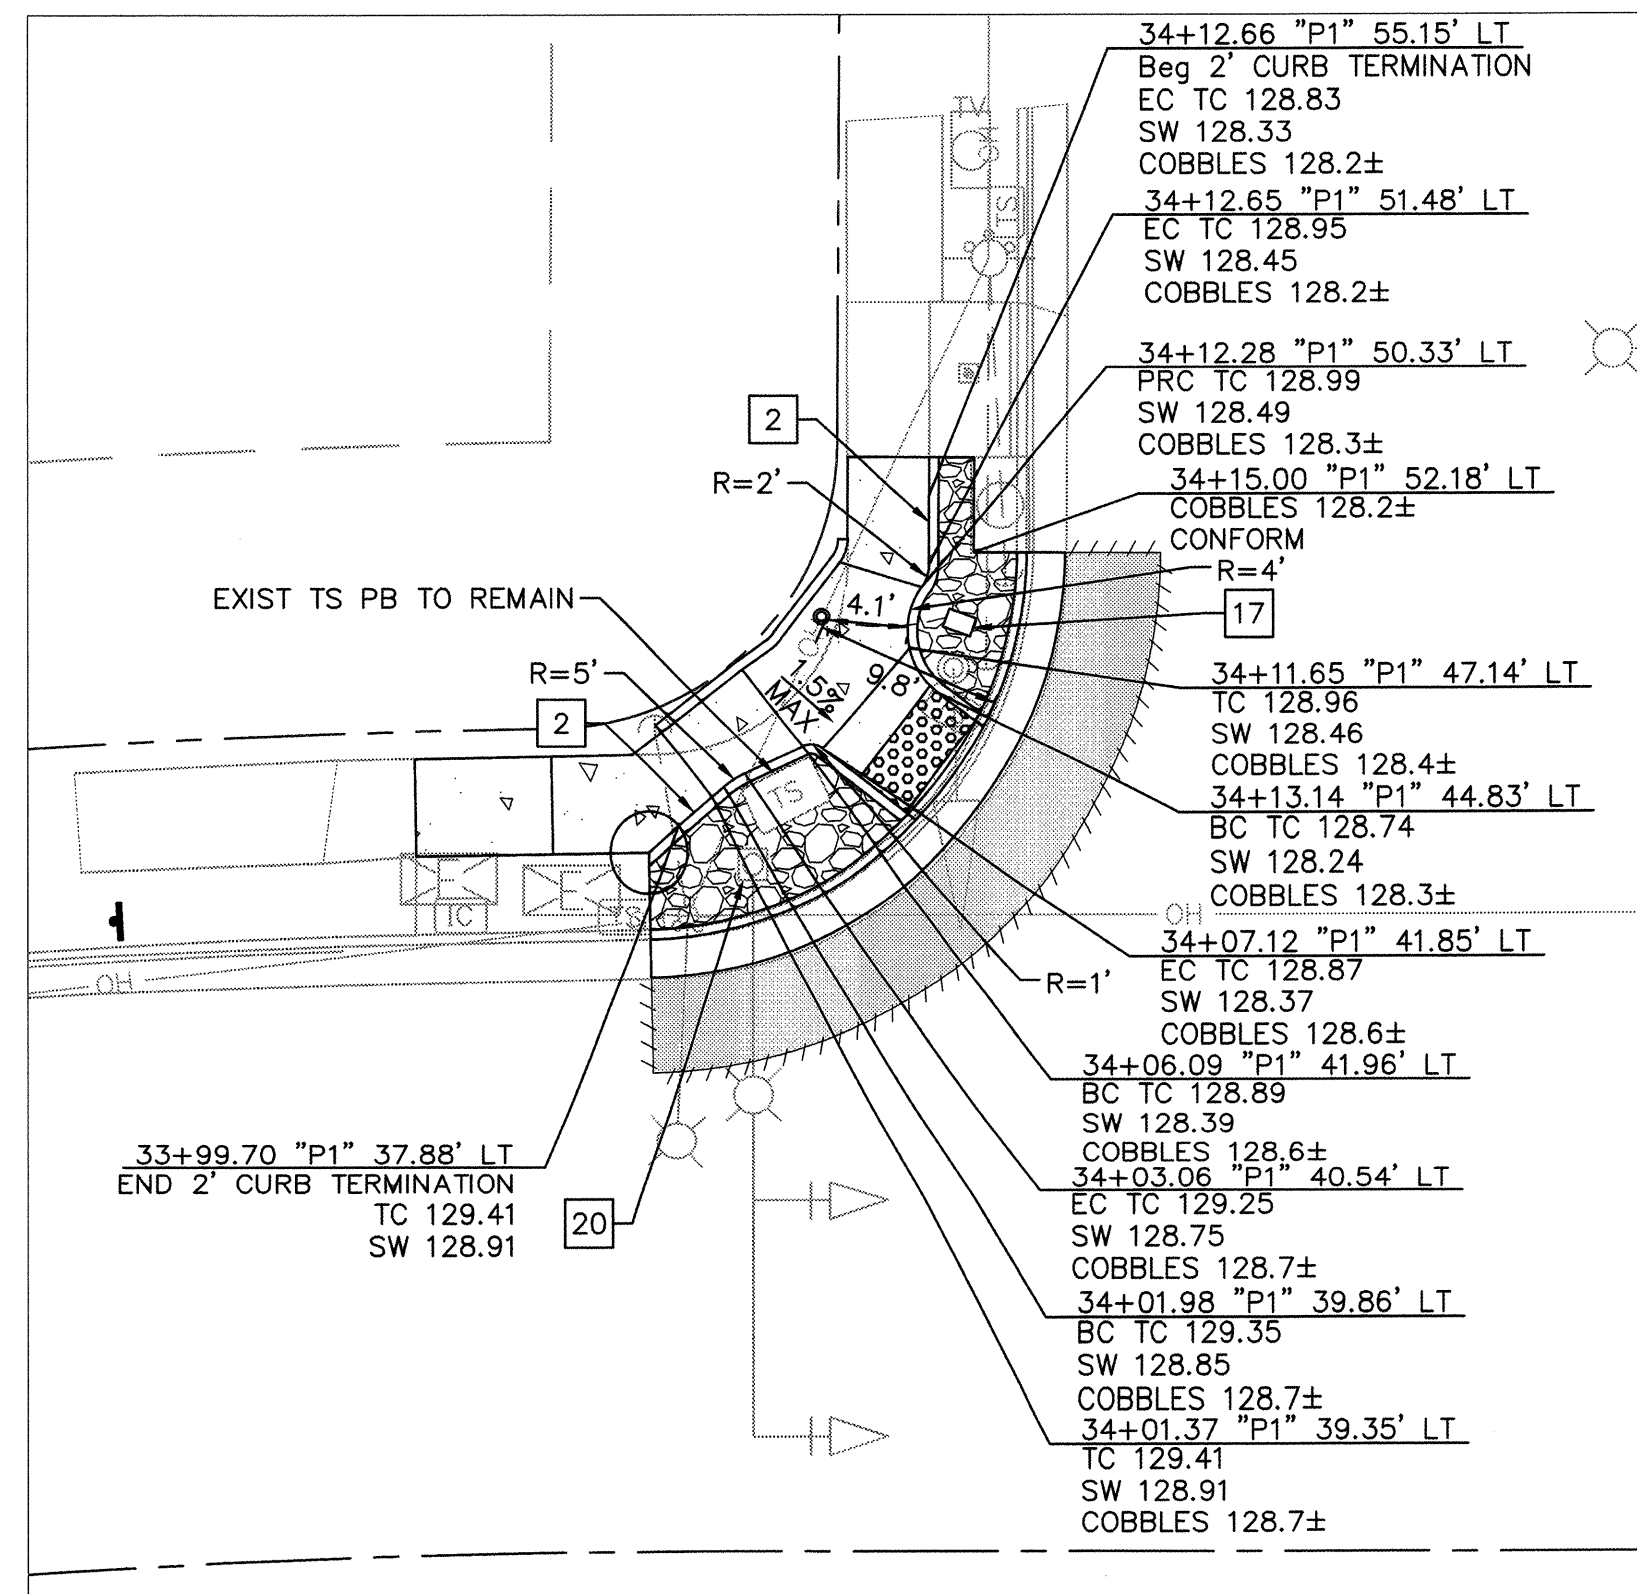 34+12.66 "P1" 55.15' LT
Beg 2' CURB TERMINATION
EC TC 128.83
SW 128.33
COBBLES 128.2±
34+12.65 "P1" 51.48' LT
EC TC 128.95
SW 128.45
COBBLES 128.2±
34+12.28 "P1" 50.33' LT
PRC TC 128.99
SW 128.49
COBBLES 128.3±
34+15.00 "P1" 52.18' LT
COBBLES 128.2±
CONFORM
R=4'
17
34+11.65 "P1" 47.14' LT
TC 128.96
SW 128.46
COBBLES 128.4±
34+13.14 "P1" 44.83' LT
BC TC 128.74
SW 128.24
COBBLES 128.3±
OH
34+07.12 "P1" 41.85' LT
EC TC 128.87
SW 128.37
COBBLES 128.6±
R=1'
34+06.09 "P1" 41.96' LT
BC TC 128.89
SW 128.39
COBBLES 128.6±
34+03.06 "P1" 40.54' LT
EC TC 129.25
SW 128.75
COBBLES 128.7±
34+01.98 "P1" 39.86' LT
BC TC 129.35
SW 128.85
COBBLES 128.7±
34+01.37 "P1" 39.35' LT
TC 129.41
SW 128.91
COBBLES 128.7±
TV
TS
2
R=2'
EXIST TS PB TO REMAIN
4.1'
R=5'
1.5%
MAX
9.8'
2
TS
E
E
TC
TS
OH
33+99.70 "P1" 37.88' LT
END 2' CURB TERMINATION
TC 129.41
SW 128.91
20